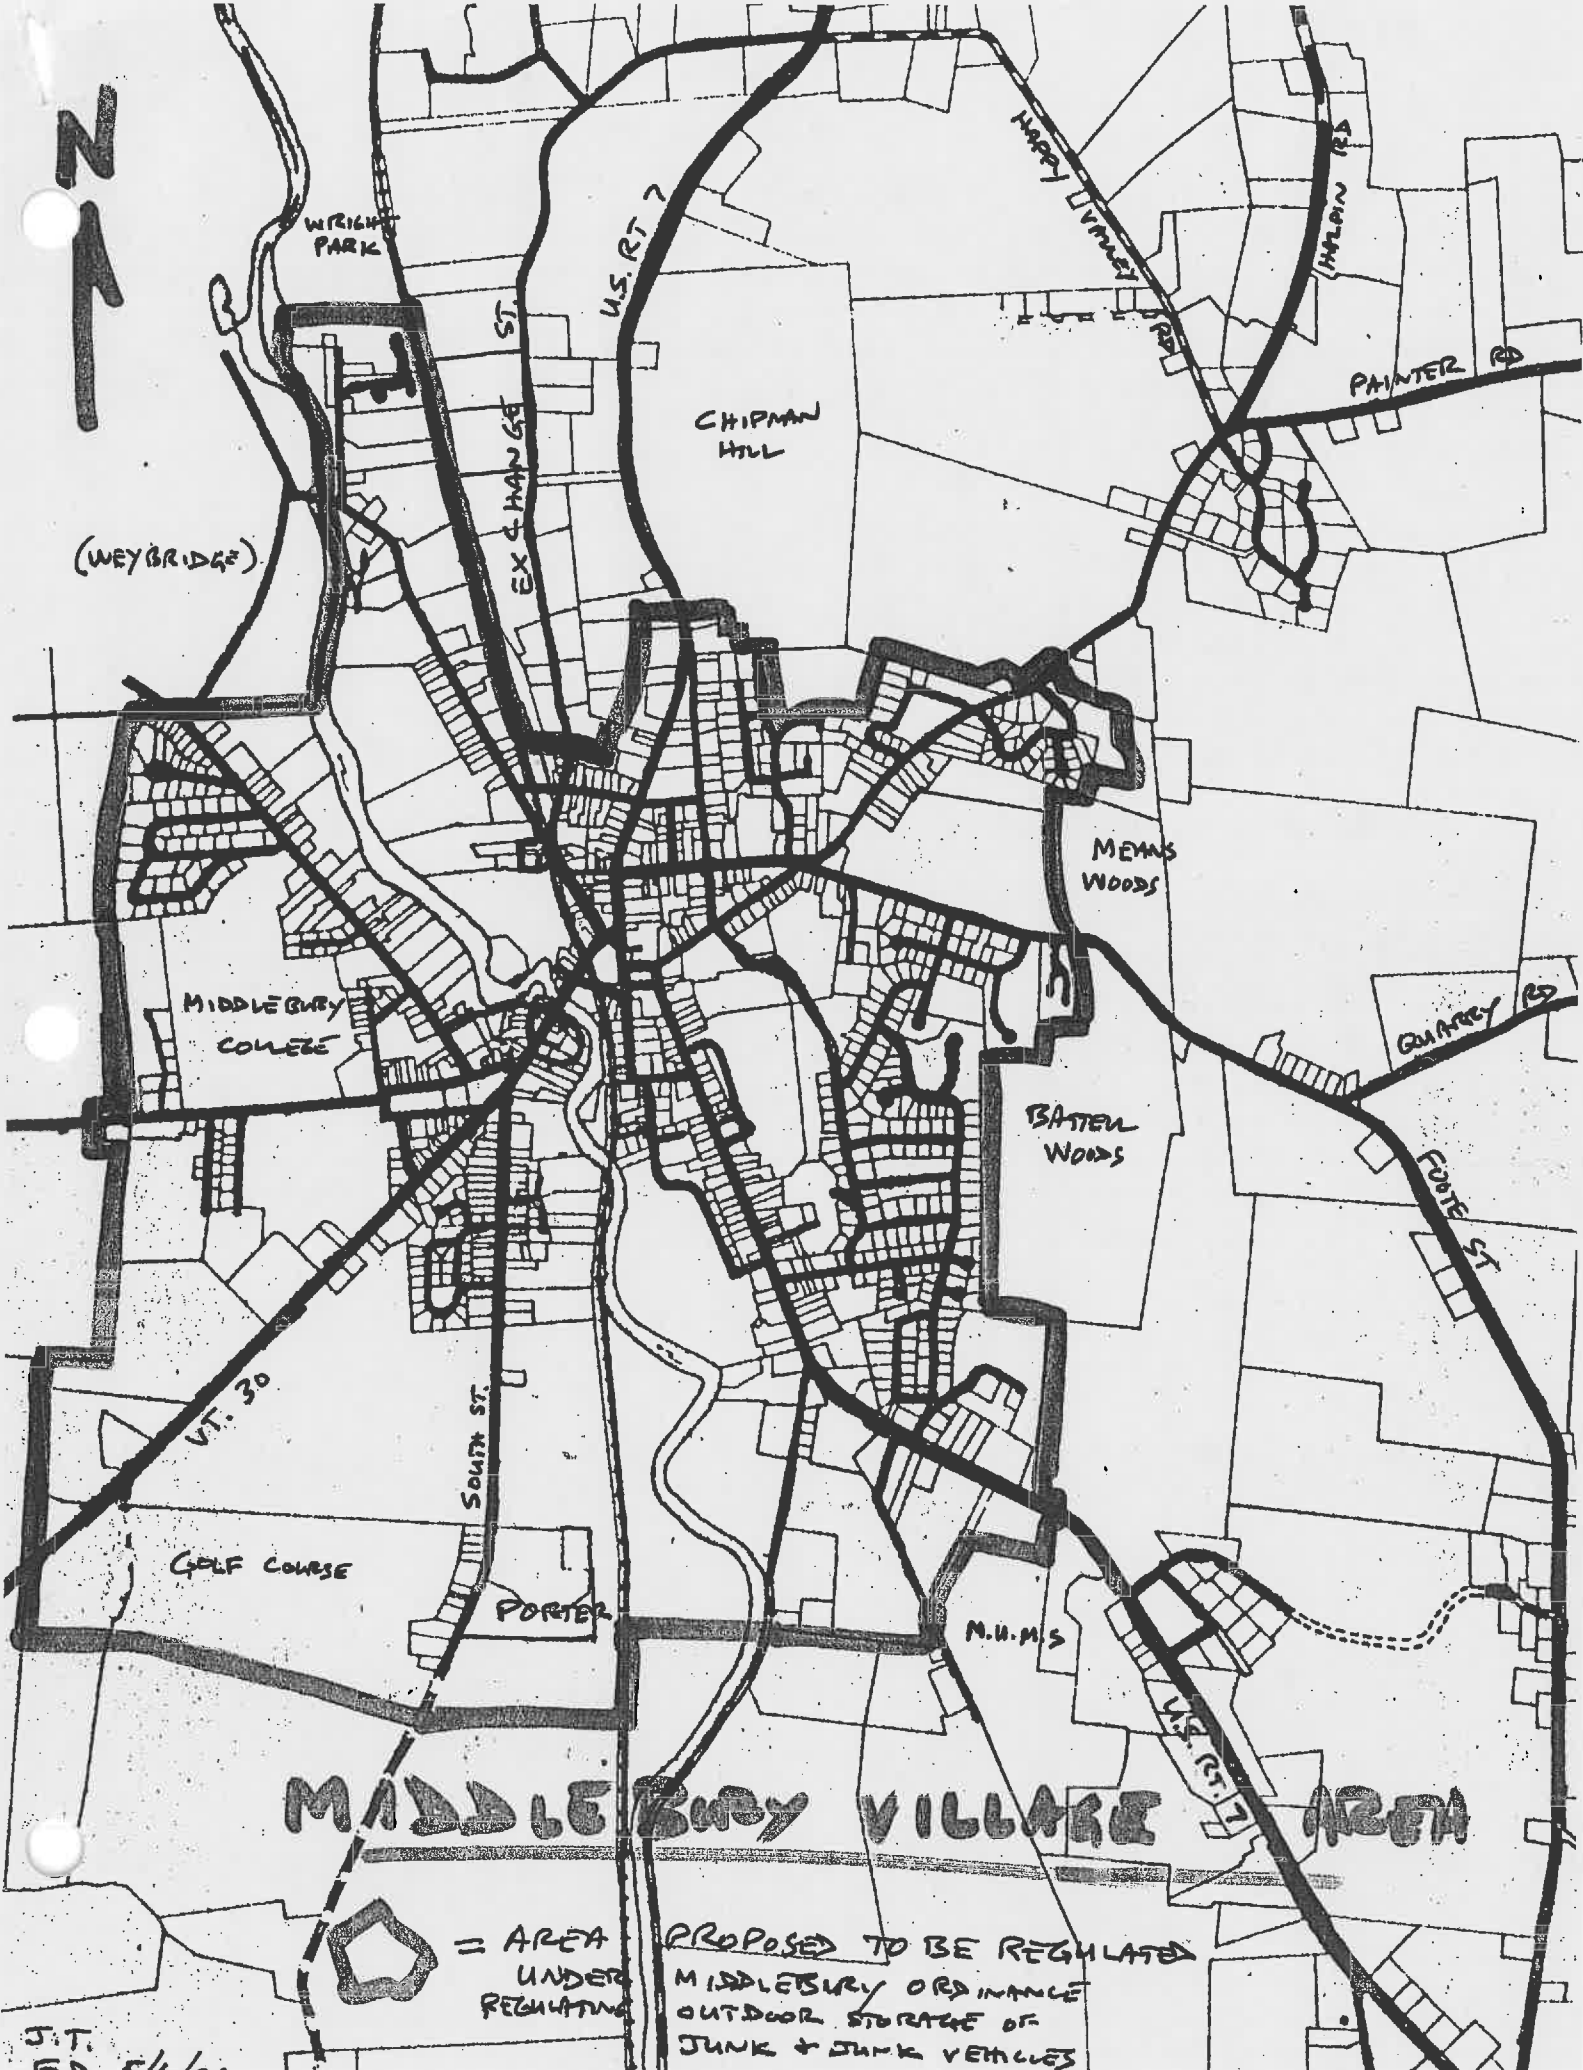 N
WRIGHT
PARK
U.S. RT 7
HAPPY VALLEY RD
HALPIN RD
PAINTER RD
EXCHANGE ST.
CHIPMAN
HILL
(WEYBRIDGE)
MEANS
WOODS
MIDDLEBURY
COLLEGE
QUARRY RD
BATTELL
WOODS
FOOTE ST
V.T. 30
SOUTH ST.
GOLF COURSE
PORTER
M.U.M.S
U.S. RT. 7
MIDDLEBURY VILLAGE AREA
= AREA PROPOSED TO BE REGULATED
UNDER MIDDLEBURY ORDINANCE
REGULATING OUTDOOR STORAGE OF
JUNK + JUNK VEHICLES
J.T.